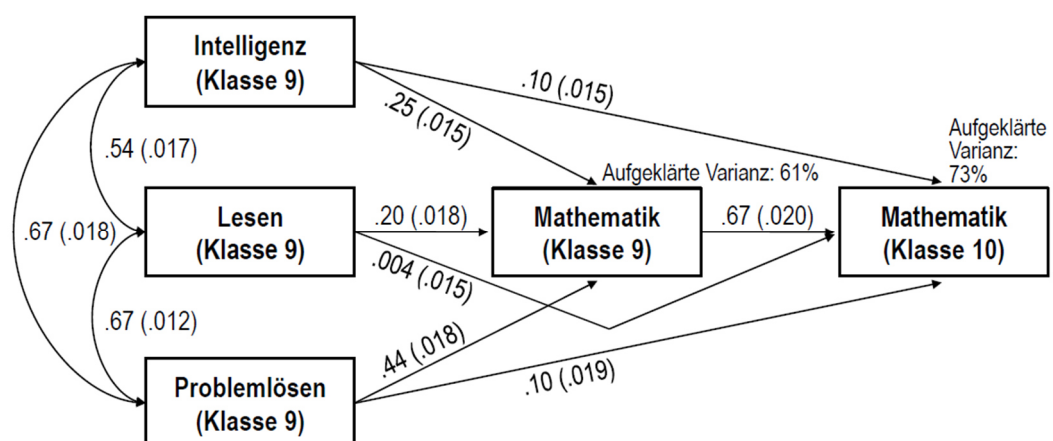 Intelligenz
(Klasse 9)
.10 (.015)
.25 (.015)
Aufgeklärte
Varianz:
73%
.54 (.017)
Aufgeklärte Varianz: 61%
.67 (.018)
Lesen
(Klasse 9)
.20 (.018)
Mathematik
(Klasse 9)
.67 (.020)
Mathematik
(Klasse 10)
.004 (.015)
.67 (.012)
.44 (.018)
.10 (.019)
Problemlösen
(Klasse 9)